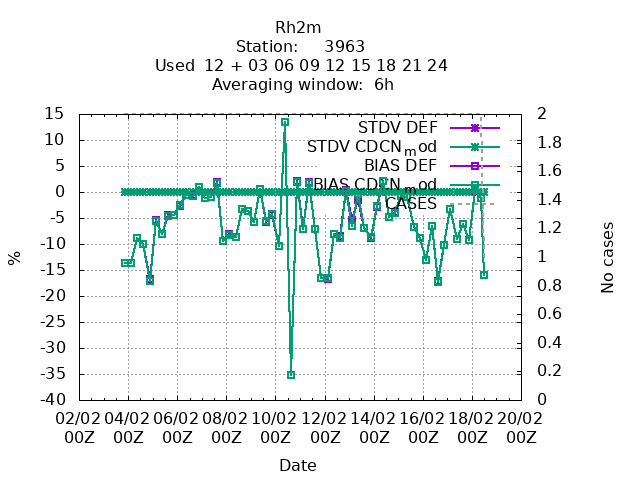 Rh2m
Station: 3963
Used 12 + 03 06 09 12 15 18 21 24
Averaging window: 6h
STDV DEF
STDV CDCN_mod
BIAS DEF
BIAS CDCN_mod
CASES
15
10
5
0
-5
-10
-15
-20
-25
-30
-35
-40
%
2
1.8
1.6
1.4
1.2
1
0.8
0.6
0.4
0.2
0
No cases
02/02 04/02 06/02 08/02 10/02 12/02 14/02 16/02 18/02 20/02
00Z 00Z 00Z 00Z 00Z 00Z 00Z 00Z 00Z 00Z
Date